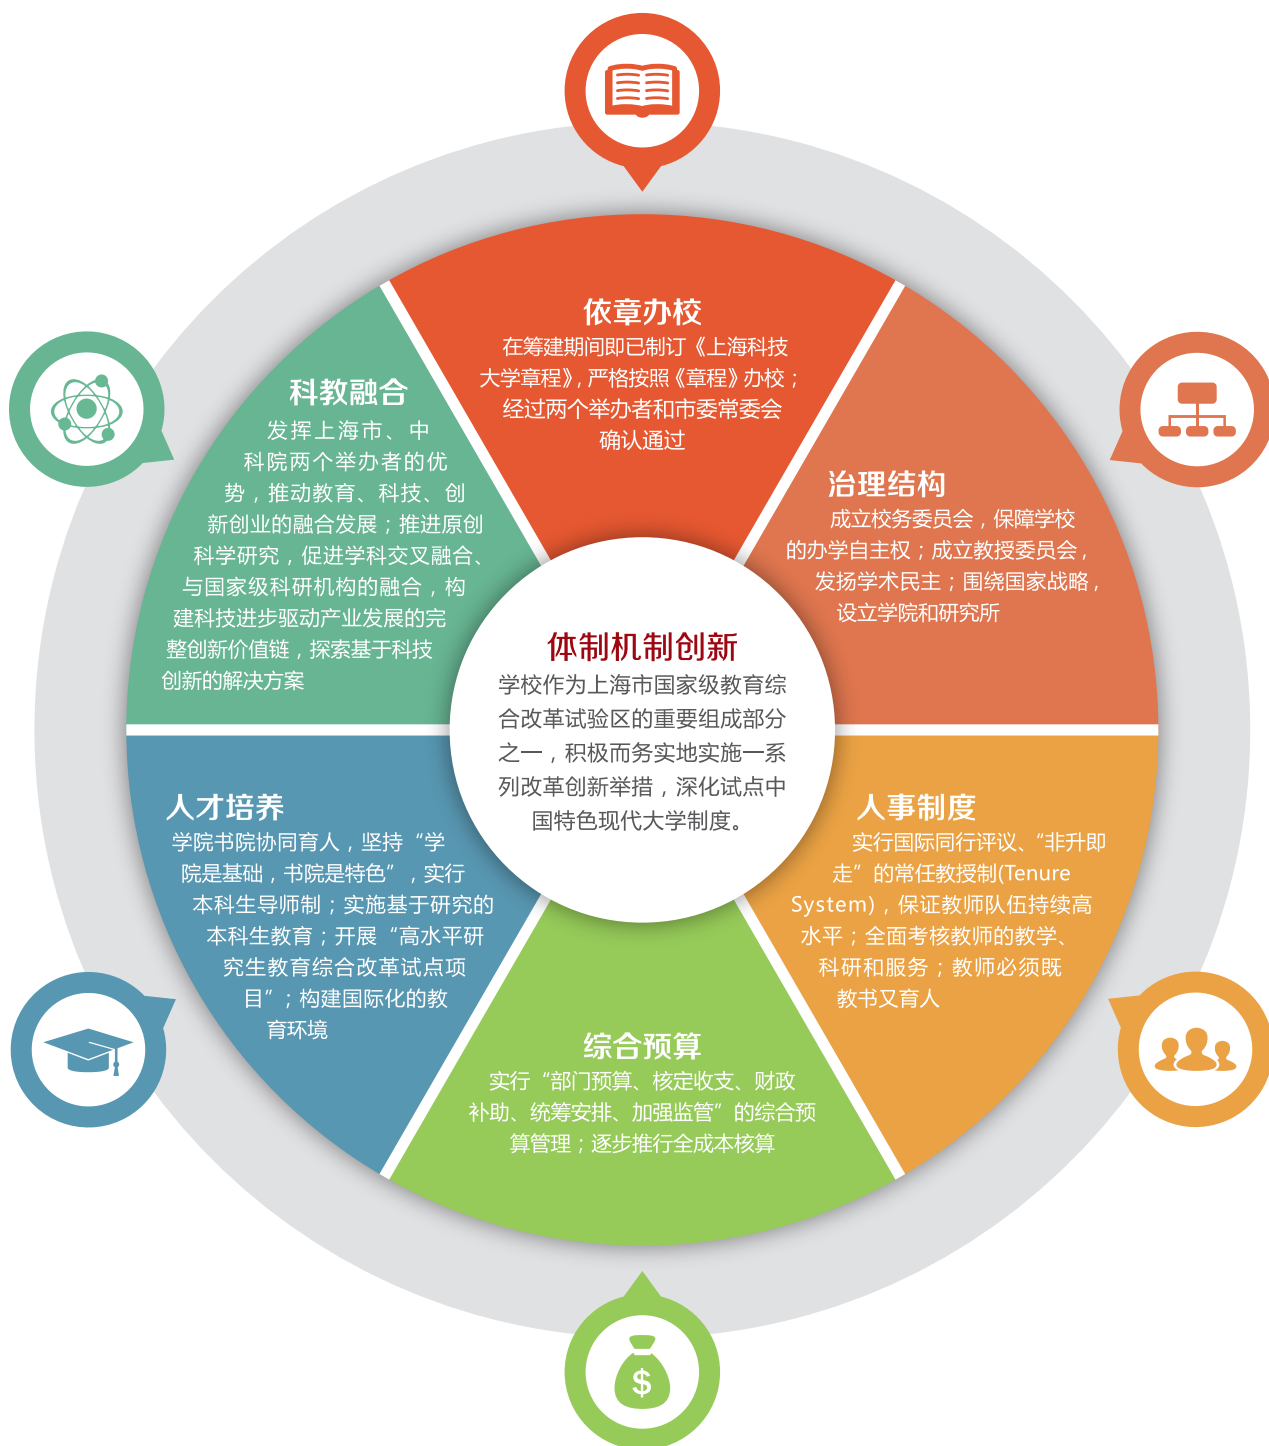 依章办校
在筹建期间即已制订《上海科技
大学章程》，严格按照《章程》办校；
经过两个举办者和市委常委会
确认通过
治理结构
成立校务委员会，保障学校
的办学自主权；成立教授委员会，
发扬学术民主；围绕国家战略，
设立学院和研究所
人事制度
实行国际同行评议、“非升即
走”的常任教授制(Tenure
System)，保证教师队伍持续高
水平；全面考核教师的教学、
科研和服务；教师必须既
教书又育人
综合预算
实行“部门预算、核定收支、财政
补助、统筹安排、加强监管”的综合预
算管理；逐步推行全成本核算
人才培养
学院书院协同育人，坚持“学
院是基础，书院是特色”，实行
本科生导师制；实施基于研究的
本科生教育；开展“高水平研
究生教育综合改革试点项
目”；构建国际化的教
育环境
科教融合
发挥上海市、中
科院两个举办者的优
势，推动教育、科技、创
新创业的融合发展；推进原创
科学研究，促进学科交叉融合、
与国家级科研机构的融合，构
建科技进步驱动产业发展的完
整创新价值链，探索基于科技
创新的解决方案
体制机制创新
学校作为上海市国家级教育综
合改革试验区的重要组成部分
之一，积极而务实地实施一系
列改革创新举措，深化试点中
国特色现代大学制度。
$